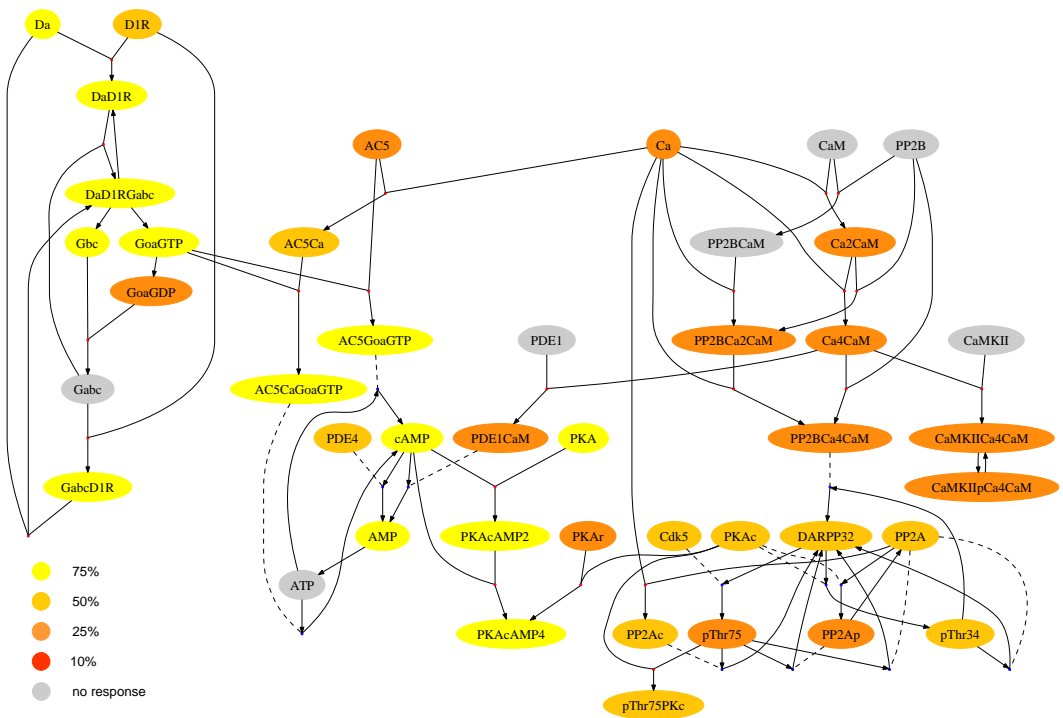 Da
D1R
DaD1R
AC5
Ca
CaM
PP2B
DaD1RGabc
Gbc
GoaGTP
AC5Ca
PP2BCaM
Ca2CaM
GoaGDP
AC5GoaGTP
PDE1
PP2BCa2CaM
Ca4CaM
CaMKII
Gabc
AC5CaGoaGTP
PDE4
cAMP
PDE1CaM
PKA
PP2BCa4CaM
CaMKIICa4CaM
GabcD1R
CaMKIIpCa4CaM
AMP
PKAcAMP2
PKAr
Cdk5
PKAc
DARPP32
PP2A
ATP
PKAcAMP4
PP2Ac
pThr75
PP2Ap
pThr34
pThr75PKc
75%
50%
25%
10%
no response